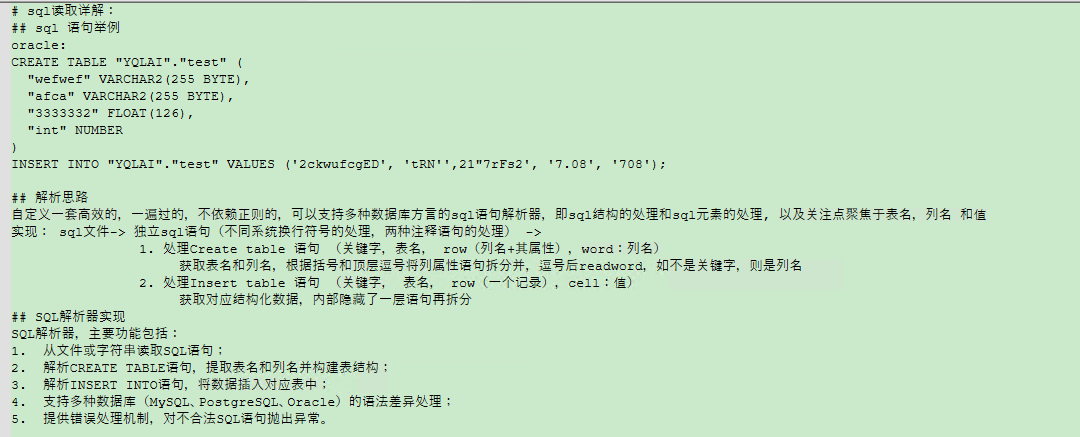 # sql读取详解：
## sql 语句举例
oracle:
CREATE TABLE "YQLAI"."test" (
  "wefwef" VARCHAR2(255 BYTE),
  "afca" VARCHAR2(255 BYTE),
  "3333332" FLOAT(126),
  "int" NUMBER
)
INSERT INTO "YQLAI"."test" VALUES ('2ckwufcgED', 'tRN'',21"7rFs2', '7.08', '708');

## 解析思路
自定义一套高效的，一遍过的，不依赖正则的，可以支持多种数据库方言的sql语句解析器，即sql结构的处理和sql元素的处理, 以及关注点聚焦于表名，列名 和值
实现： sql文件-> 独立sql语句（不同系统换行符号的处理，两种注释语句的处理） ->
1. 处理Create table 语句 （关键字，表名， row（列名+其属性）, word：列名）
获取表名和列名，根据括号和顶层逗号将列属性语句拆分并，逗号后readword，如不是关键字，则是列名
2. 处理Insert table 语句 （关键字， 表名， row（一个记录）, cell：值）
获取对应结构化数据，内部隐藏了一层语句再拆分
## SQL解析器实现
SQL解析器，主要功能包括：
1. 从文件或字符串读取SQL语句；
2. 解析CREATE TABLE语句，提取表名和列名并构建表结构；
3. 解析INSERT INTO语句，将数据插入对应表中；
4. 支持多种数据库（MySQL、PostgreSQL、Oracle）的语法差异处理；
5. 提供错误处理机制，对不合法SQL语句抛出异常。